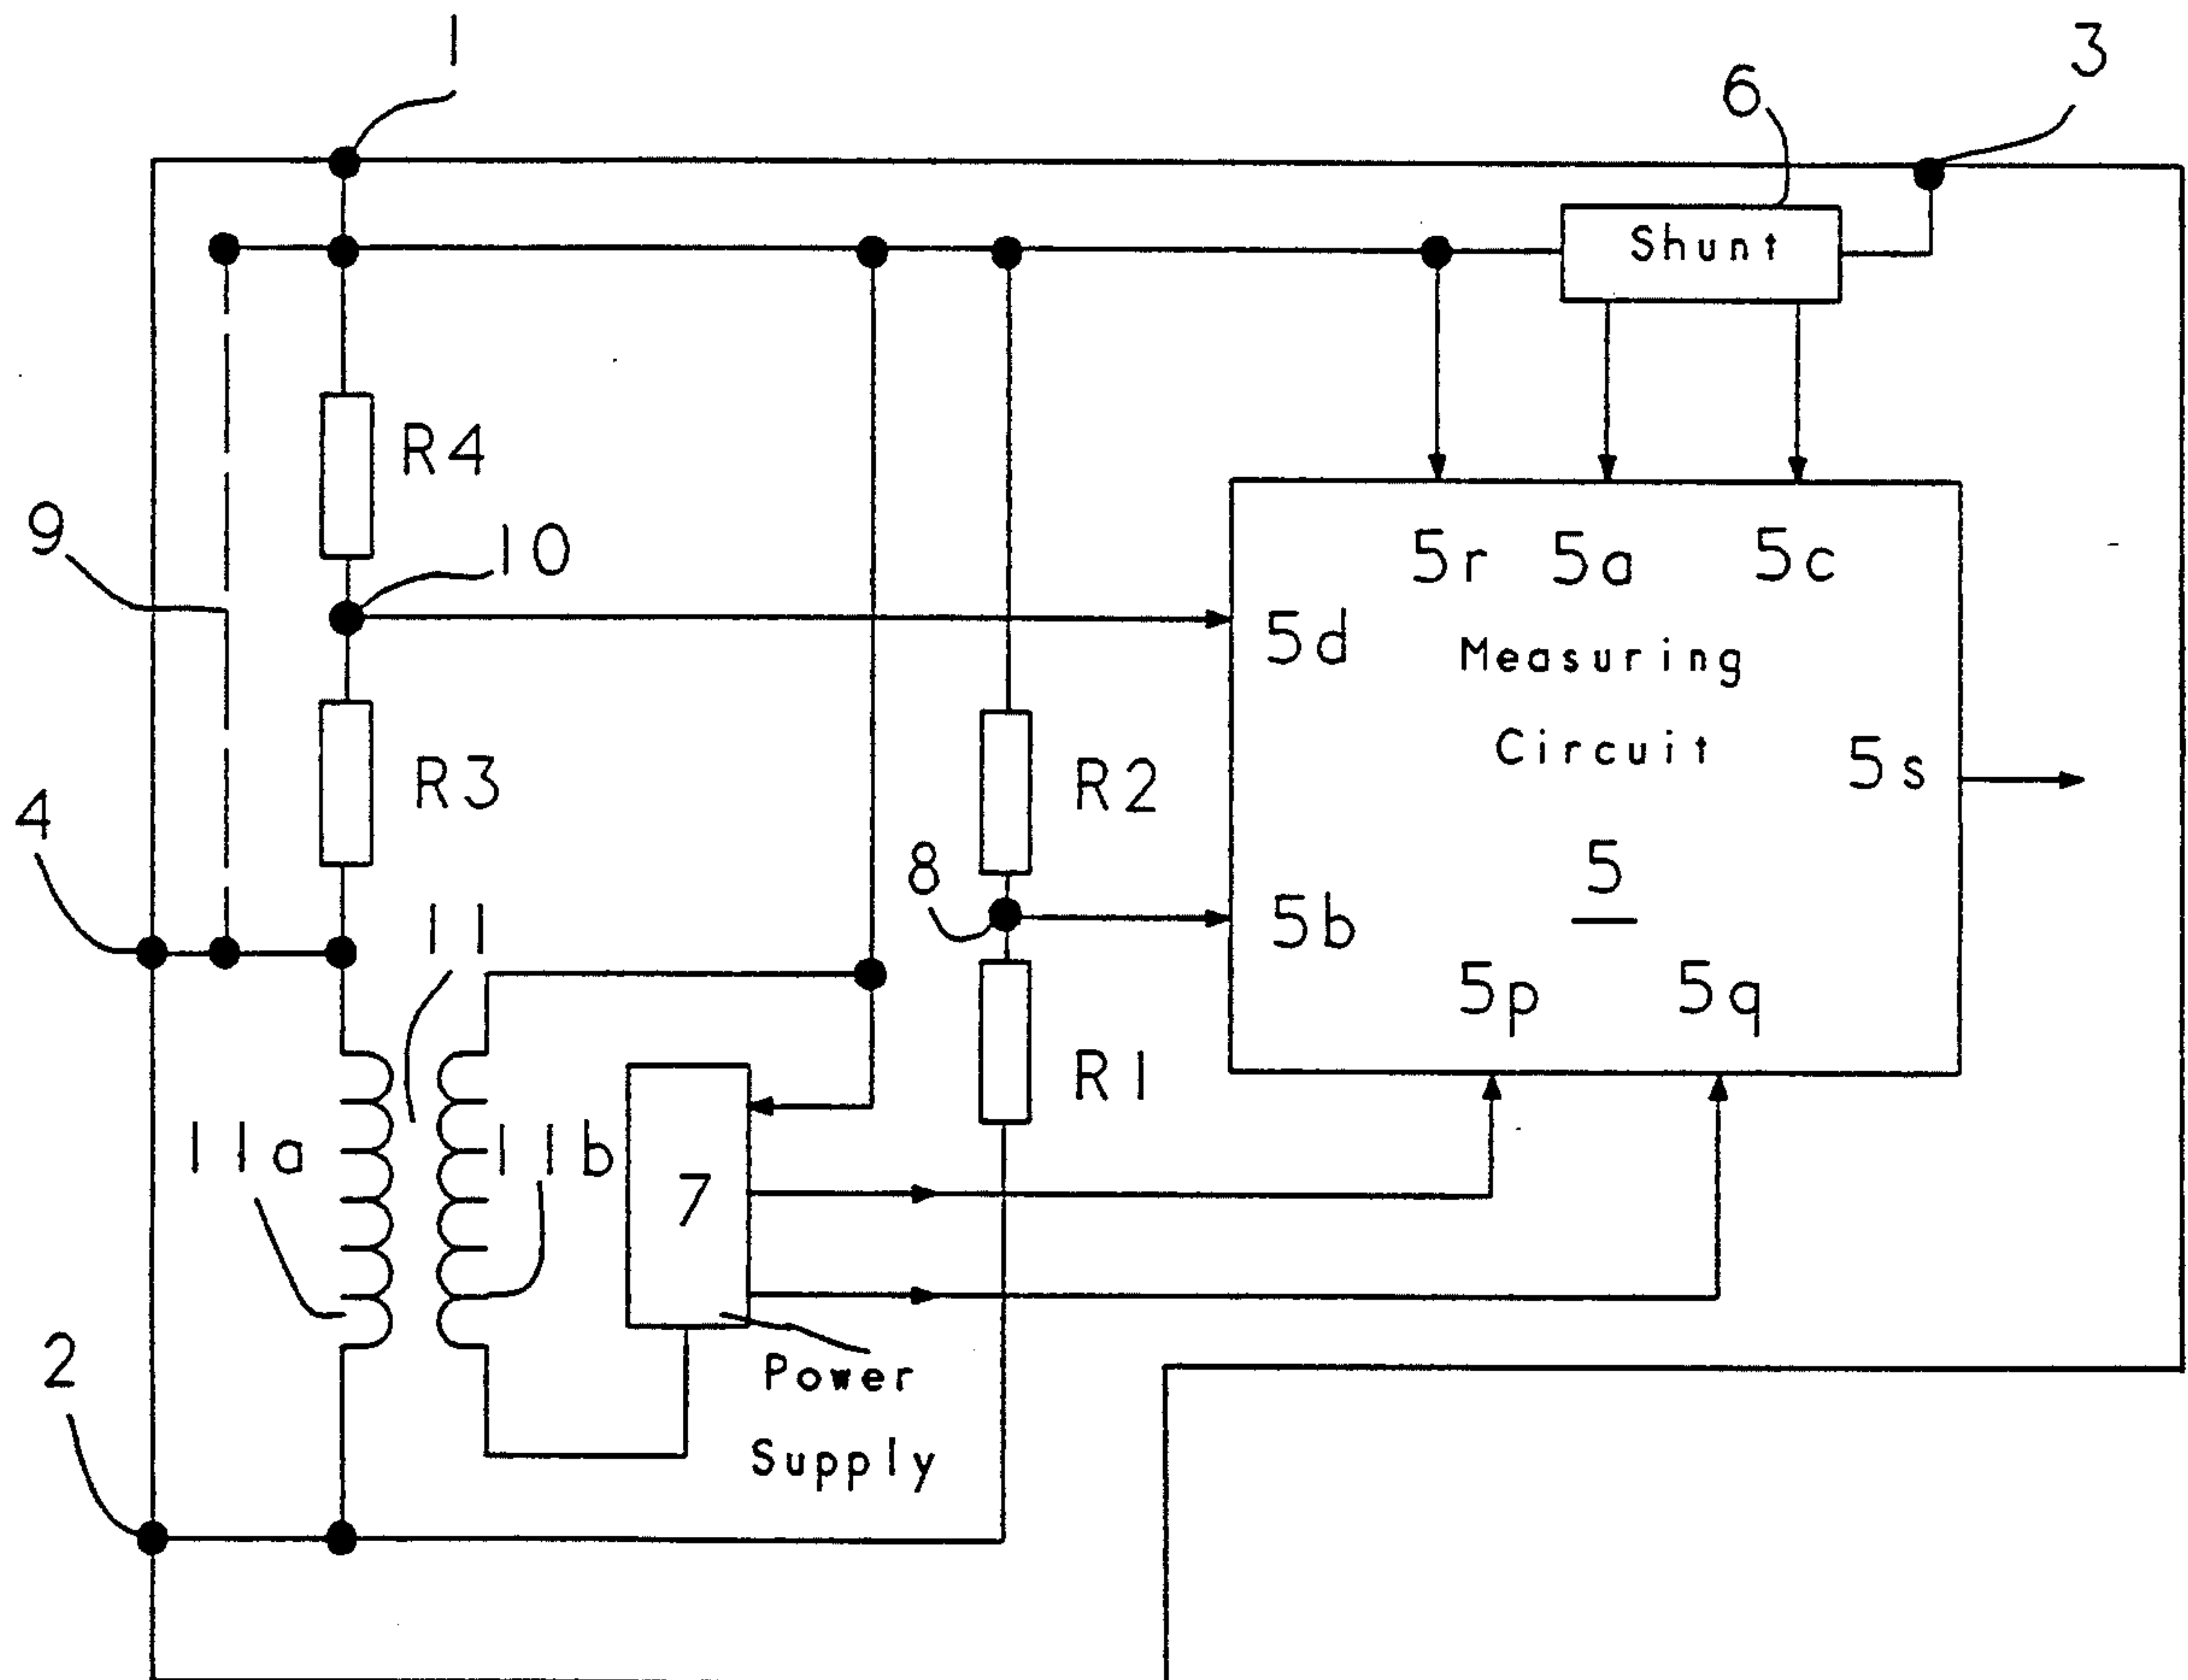 1
3
6
Shunt
R4
9
10
5r 5a 5c
5d
Measuring
Circuit
R3
R2
5s
4
8
5
11
5b
5p 5q
R1
11a
11b
7
2
Power
Supply